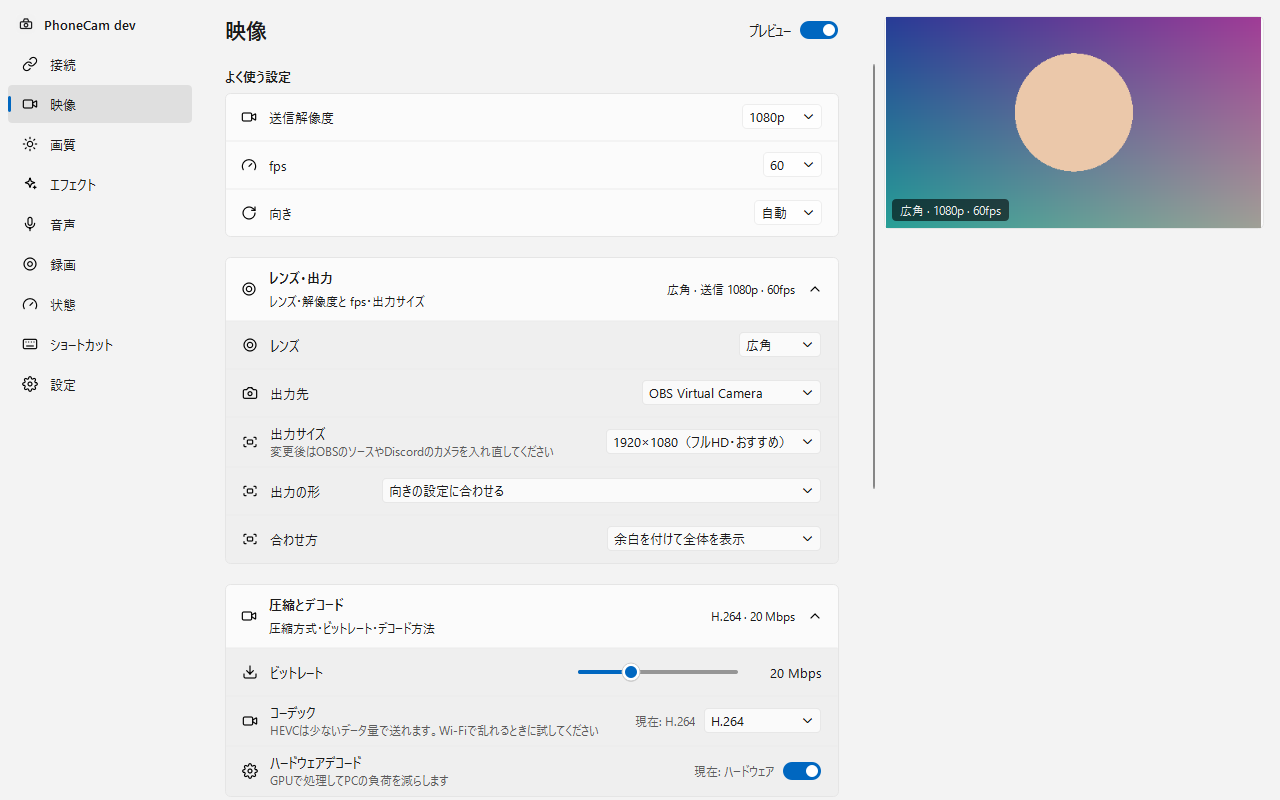 PhoneCam dev
接続
映像
画質
エフェクト
音声
録画
状態
ショートカット
設定
映像
プレビュー
よく使う設定
送信解像度
1080p
fps
60
向き
自動
レンズ・出力
レンズ・解像度と fps・出力サイズ
広角 · 送信 1080p · 60fps
レンズ
広角
出力先
OBS Virtual Camera
出力サイズ
変更後はOBSのソースやDiscordのカメラを入れ直してください
1920×1080（フルHD・おすすめ）
出力の形
向きの設定に合わせる
合わせ方
余白を付けて全体を表示
圧縮とデコード
圧縮方式・ビットレート・デコード方法
H.264 · 20 Mbps
ビットレート
20 Mbps
コーデック
HEVCは少ないデータ量で送れます。Wi-Fiで乱れるときに試してください
現在: H.264
H.264
ハードウェアデコード
GPUで処理してPCの負荷を減らします
現在: ハードウェア
広角 · 1080p · 60fps